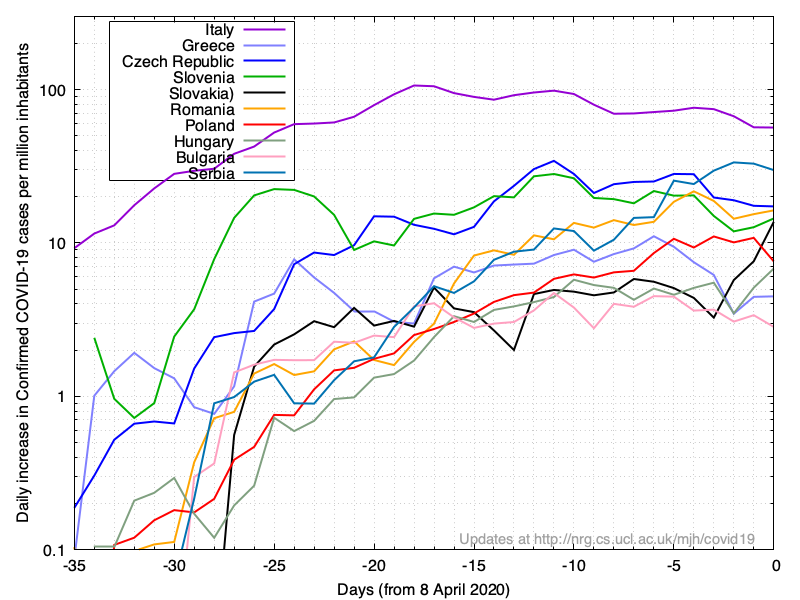 Daily increase in Confirmed COVID-19 cases per million inhabitants
Italy
Greece
Czech Republic
Slovenia
Slovakia)
Romania
Poland
Hungary
Bulgaria
Serbia
100
10
1
0.1
Updates at http://nrg.cs.ucl.ac.uk/mjh/covid19
-35 -30 -25 -20 -15 -10 -5 0
Days (from 8 April 2020)